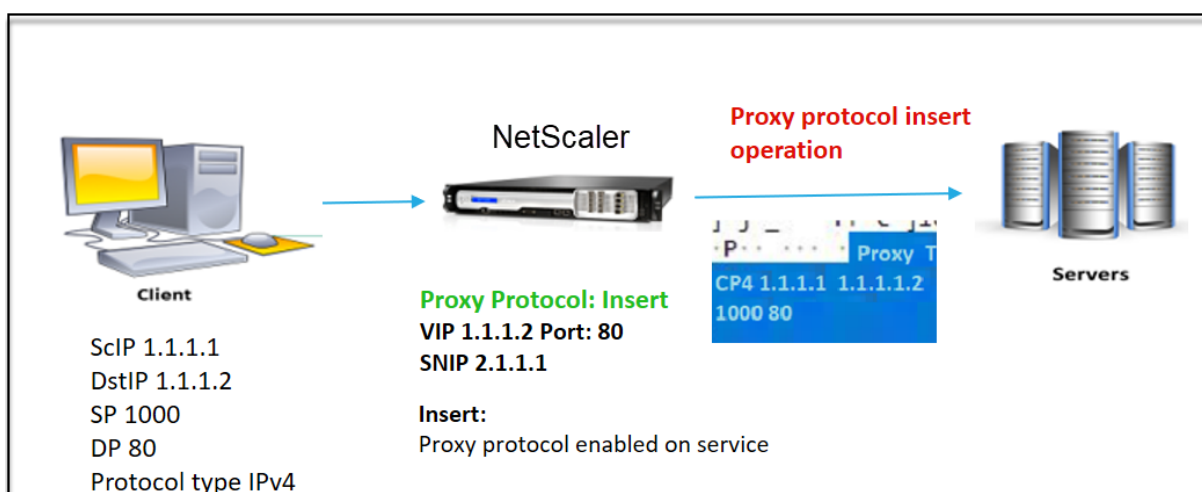 NetScaler
Proxy protocol insert
operation
Client
Servers
Proxy T
CP4 1.1.1.1 1.1.1.1.2
1000 80
Proxy Protocol: Insert
VIP 1.1.1.2 Port: 80
SNIP 2.1.1.1
Insert:
Proxy protocol enabled on service
ScIP 1.1.1.1
DstIP 1.1.1.2
SP 1000
DP 80
Protocol type IPv4